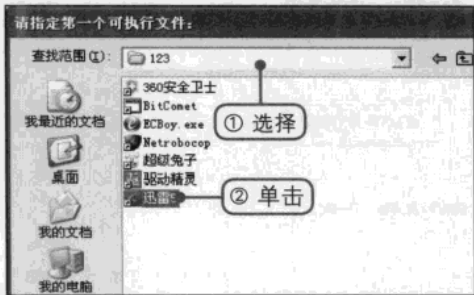 请指定第一个可执行文件:
查找范围(I): 123
360安全卫士
BitComet
ECBoy.exe
Netrobocop
超级兔子
驱动精灵
迅雷5
① 选择
② 单击
我最近的文档
桌面
我的文档
我的电脑